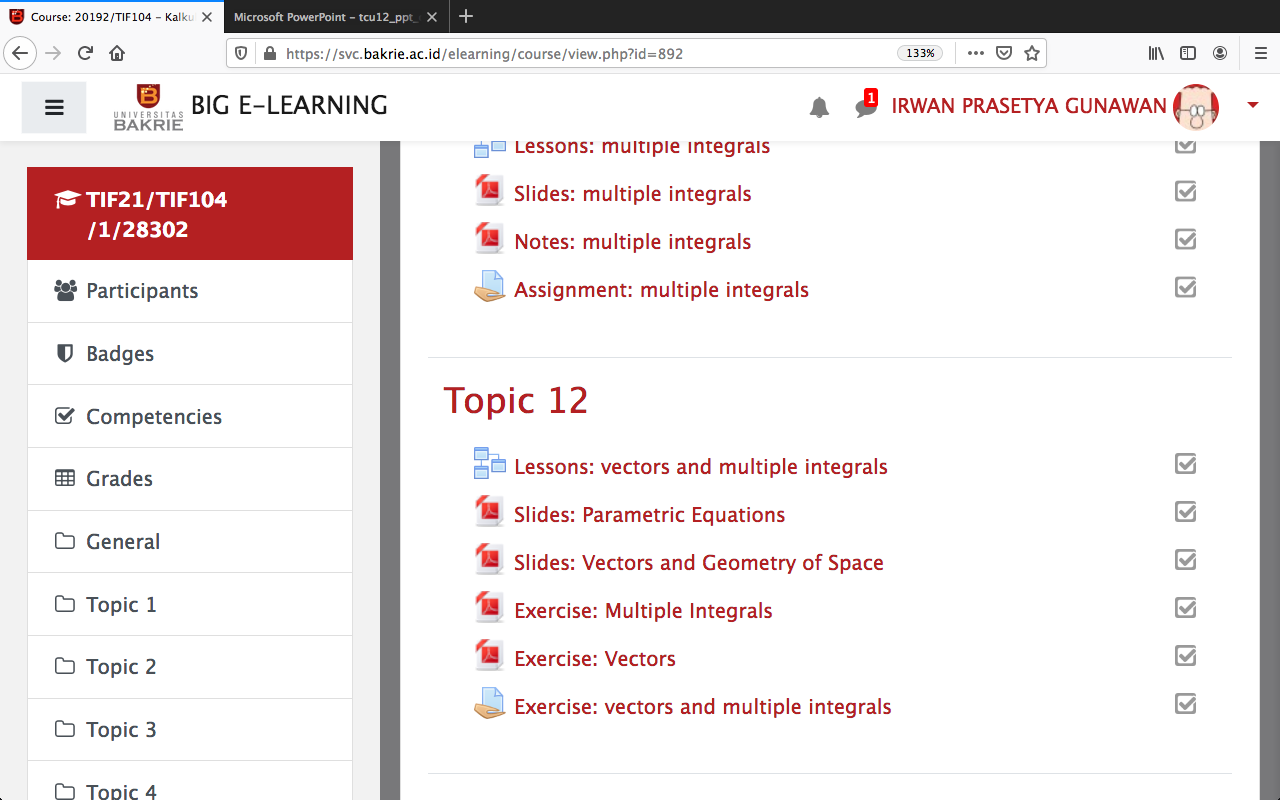 Course: 20192/TIF104 – Kalku
Microsoft PowerPoint – tcu12_ppt_
https://svc.bakrie.ac.id/elearning/course/view.php?id=892
133%
UNIVERSITAS
BAKRIE
BIG E-LEARNING
1
IRWAN PRASETYA GUNAWAN
TIF21/TIF104
/1/28302
Participants
Badges
Competencies
Grades
General
Topic 1
Topic 2
Topic 3
Topic 4
Lessons: multiple integrals
Slides: multiple integrals
Notes: multiple integrals
Assignment: multiple integrals
Topic 12
Lessons: vectors and multiple integrals
Slides: Parametric Equations
Slides: Vectors and Geometry of Space
Exercise: Multiple Integrals
Exercise: Vectors
Exercise: vectors and multiple integrals